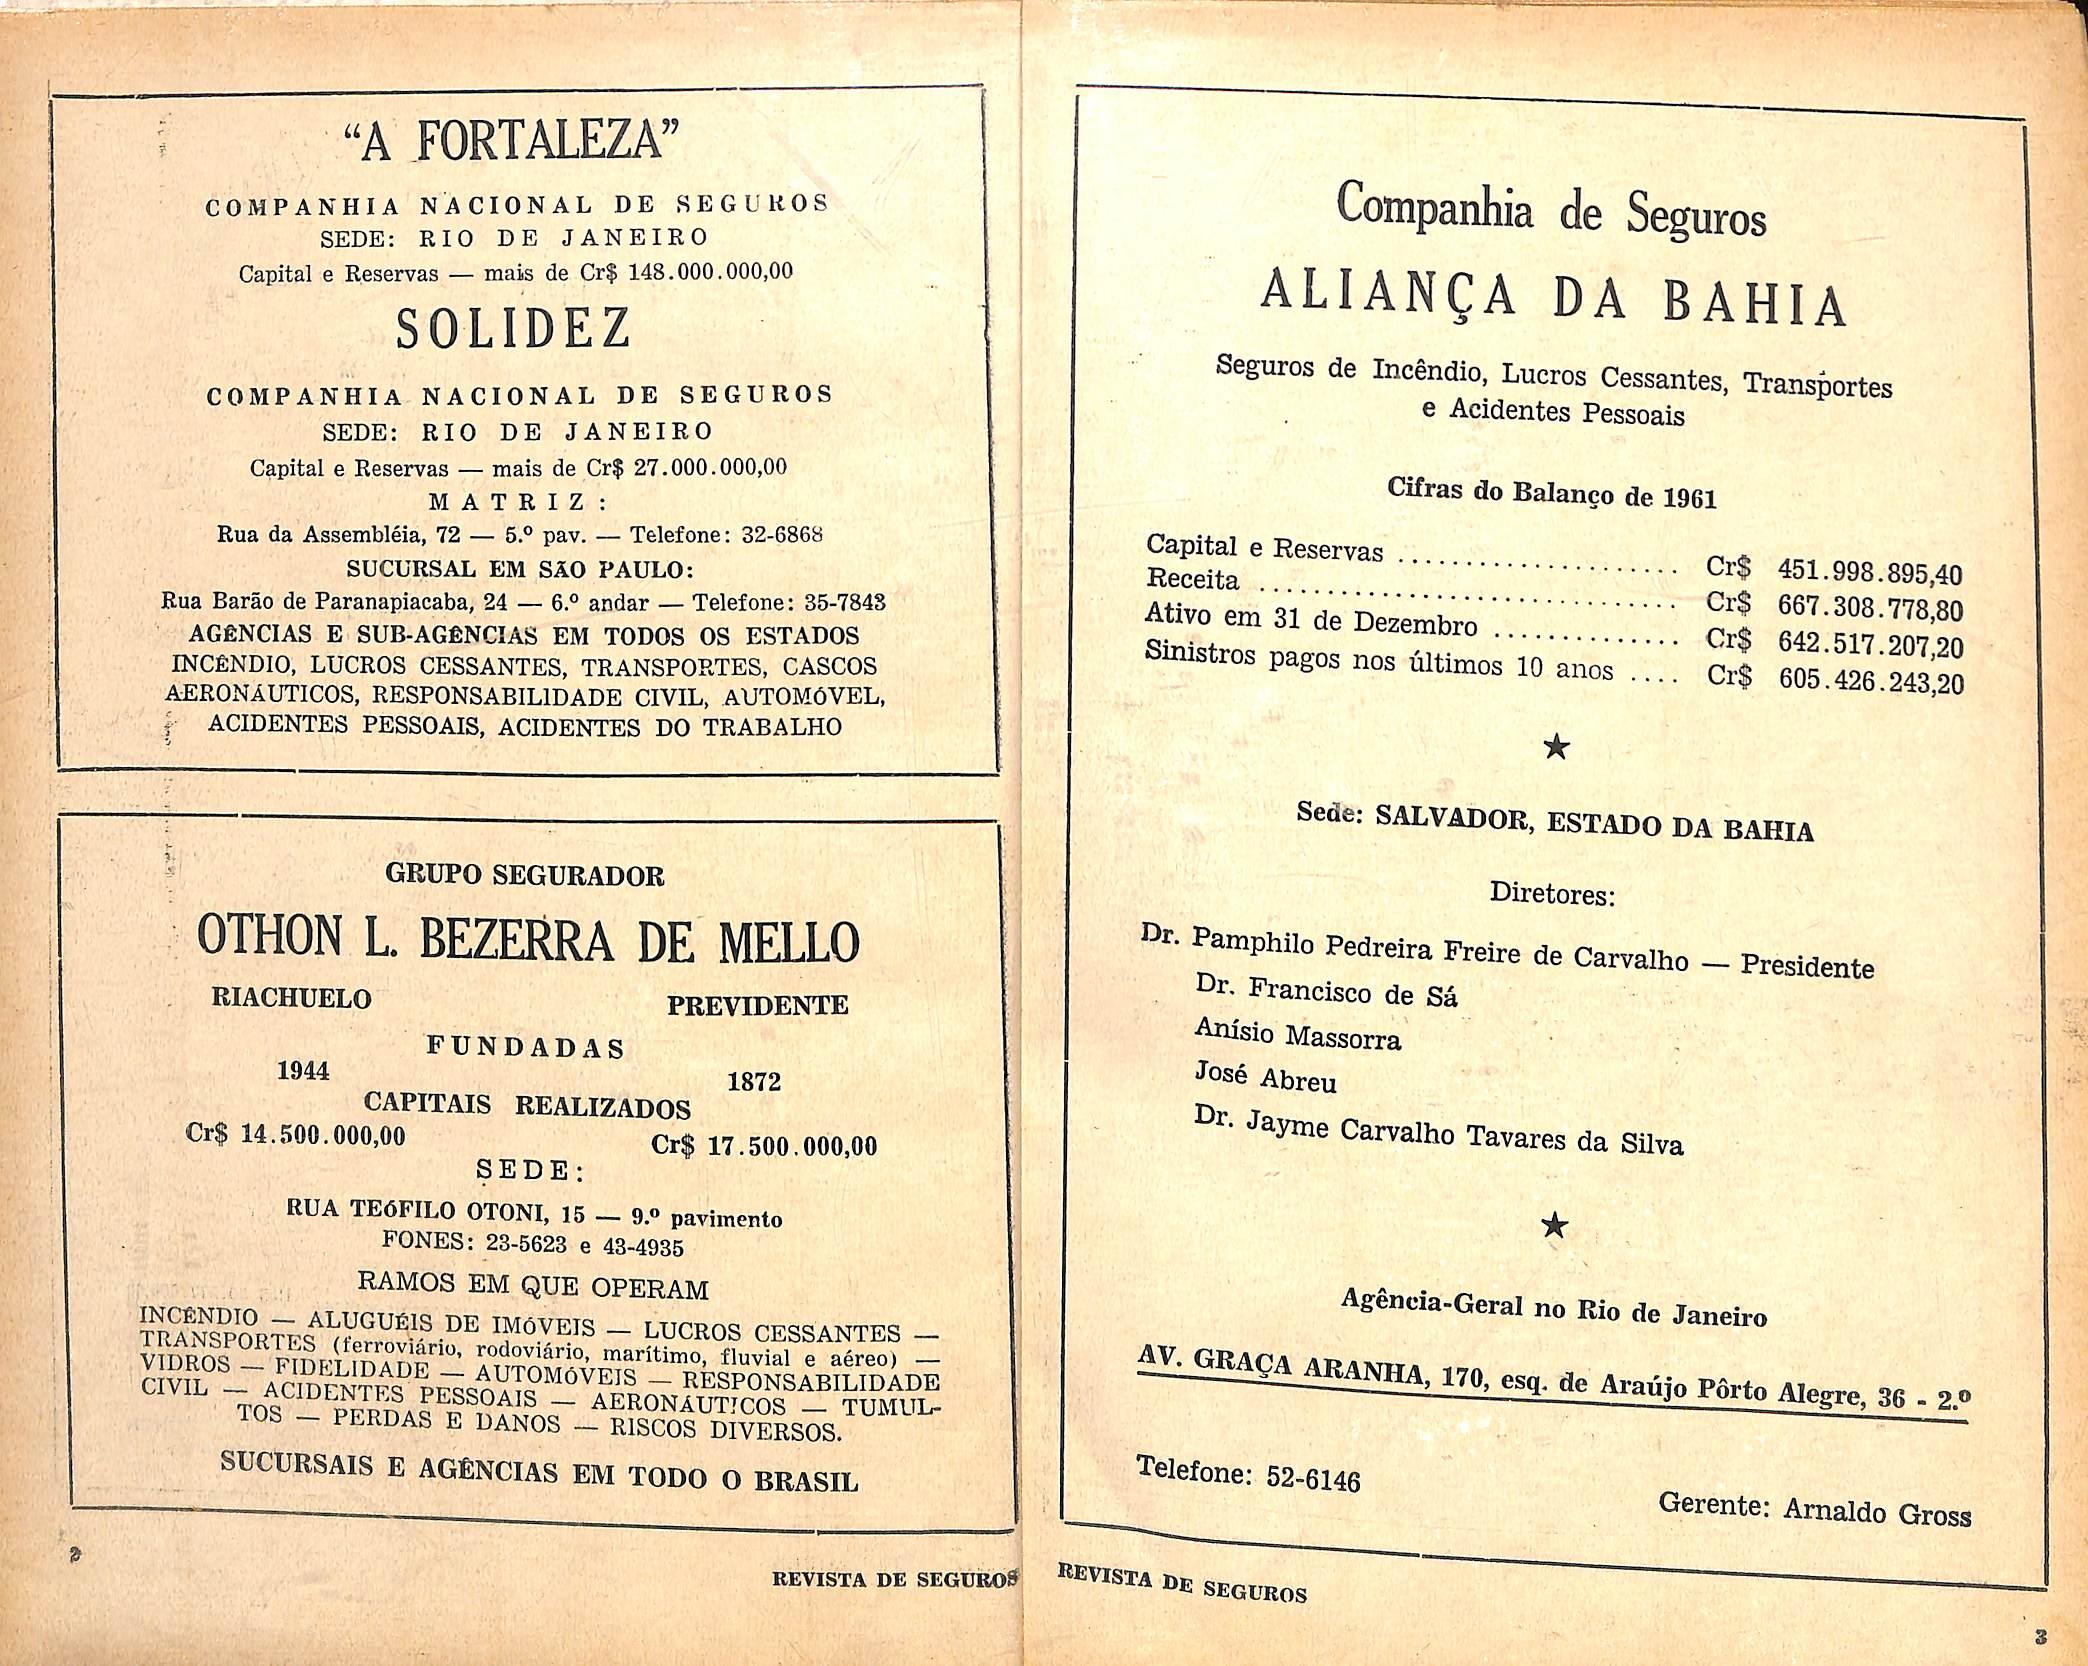 “A FORTALEZA”
COMPANHIA NACIONAL DE SEGUROS
SEDE: RIO DE JANEIRO
Capital e Reservas — mais de Cr$ 148.000.000,00
SOLIDEZ
COMPANHIA NACIONAL DE SEGUROS
SEDE: RIO DE JANEIRO
Capital e Reservas — mais de Cr$ 27.000.000,00
MATRIZ:
Rua da Assembléia, 72 — 5.º pav. — Telefone: 32-6868
SUCURSAL EM SÃO PAULO:
Rua Barão de Paranapiacaba, 24 — 6.º andar — Telefone: 35-7843
AGÊNCIAS E SUB-AGÊNCIAS EM TODOS OS ESTADOS
INCÊNDIO, LUCROS CESSANTES, TRANSPORTES, CASCOS
AERONÁUTICOS, RESPONSABILIDADE CIVIL, AUTOMÓVEL,
ACIDENTES PESSOAIS, ACIDENTES DO TRABALHO
GRUPO SEGURADOR
OTHON L. BEZERRA DE MELLO
RIACHUELO PREVIDENTE
FUNDADAS
1944 1872
CAPITAIS REALIZADOS
Cr$ 14.500.000,00 Cr$ 17.500.000,00
SEDE:
RUA TEÓFILO OTONI, 15 — 9.º pavimento
FONES: 23-5623 e 43-4935
RAMOS EM QUE OPERAM
INCÊNDIO — ALUGUÉIS DE IMÓVEIS — LUCROS CESSANTES —
TRANSPORTES (ferroviário, rodoviário, marítimo, fluvial e aéreo) —
VIDROS — FIDELIDADE — AUTOMÓVEIS — RESPONSABILIDADE
CIVIL — ACIDENTES PESSOAIS — AERONÁUTICOS — TUMUL-
TOS — PERDAS E DANOS — RISCOS DIVERSOS.
SUCURSAIS E AGÊNCIAS EM TODO O BRASIL
2
REVISTA DE SEGUROS
Companhia de Seguros
ALIANÇA DA BAHIA
Seguros de Incêndio, Lucros Cessantes, Transportes
e Acidentes Pessoais
Cifras do Balanço de 1961
Capital e Reservas ..................... Cr$ 451.998.895,40
Receita ............................... Cr$ 667.308.778,80
Ativo em 31 de Dezembro .............. Cr$ 642.517.207,20
Sinistros pagos nos últimos 10 anos .... Cr$ 605.426.243,20
★
Sede: SALVADOR, ESTADO DA BAHIA
Diretores:
Dr. Pamphilo Pedreira Freire de Carvalho — Presidente
Dr. Francisco de Sá
Anísio Massorra
José Abreu
Dr. Jayme Carvalho Tavares da Silva
★
Agência-Geral no Rio de Janeiro
AV. GRAÇA ARANHA, 170, esq. de Araújo Pôrto Alegre, 36 - 2.º
Telefone: 52-6146
Gerente: Arnaldo Gross
REVISTA DE SEGUROS
3